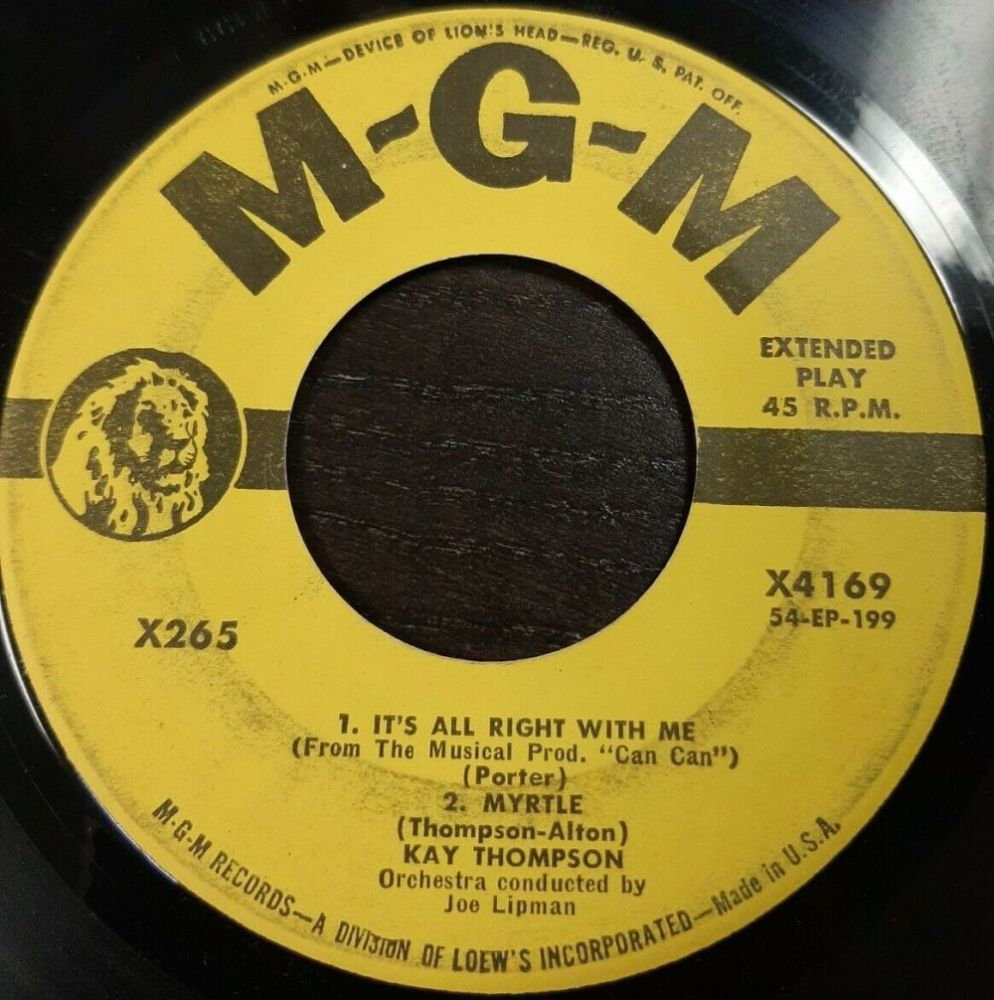 M-G-M—DEVICE OF LION'S HEAD—REG. U. S. PAT. OFF.
M-G-M
EXTENDED
PLAY
45 R.P.M.
X4169
54-EP-199
X265
1. IT'S ALL RIGHT WITH ME
(From The Musical Prod. "Can Can")
(Porter)
2. MYRTLE
(Thompson-Alton)
KAY THOMPSON
Orchestra conducted by
Joe Lipman
M-G-M RECORDS—A DIVISION OF LOEW'S INCORPORATED—Made in U.S.A.